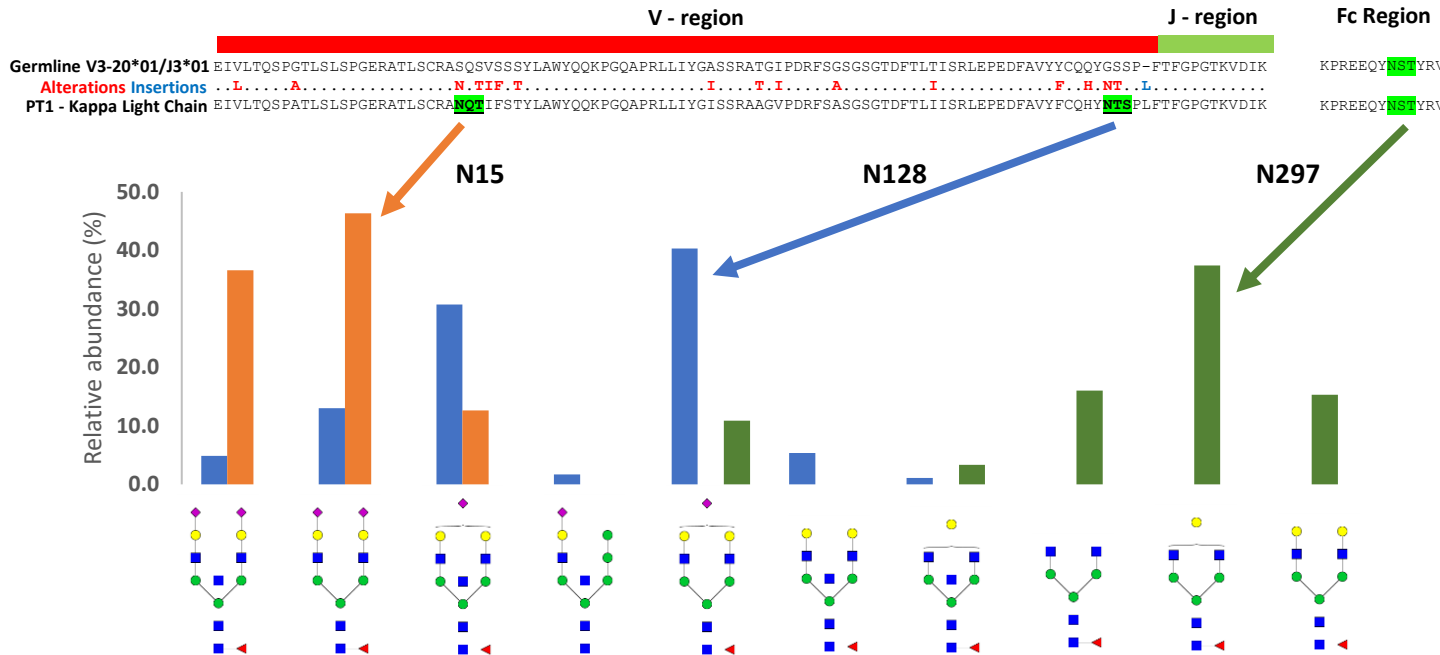 V - region
J - region
Fc Region
Germline V3-20*01/J3*01 EIVLTQSPGTLSLSPGERATLSCRASQSVSSSYLAWYQQKPGQAPRLLIYGASSRATGIPDRFSGSGSGTDFTLTISRLEPEDFAVYYCQQYGSSP-FTFGPGTKVDIK KPREEQYNSTYRV
Alterations Insertions ..L.....A................N.TIF.T...................I....T.I.....A.........I............F..H.NT..L............
PT1 - Kappa Light Chain EIVLTQSPATLSLSPGERATLSCRANQTIFSTYLAWYQQKPGQAPRLLIYGISSRAAGVPDRFSASGSGTDFTLIISRLEPEDFAVYFCQHYNTSPLFTFGPGTKVDIK KPREEQYNSTYRV
N15
N128
N297
Relative abundance (%)
50.0
40.0
30.0
20.0
10.0
0.0